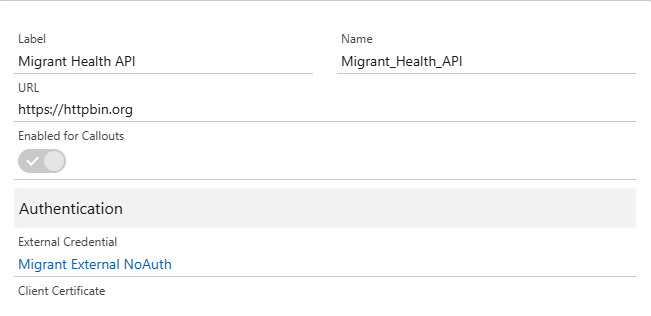 Label
Name
Migrant Health API
Migrant_Health_API
URL
https://httpbin.org
Enabled for Callouts
Authentication
External Credential
Migrant External NoAuth
Client Certificate